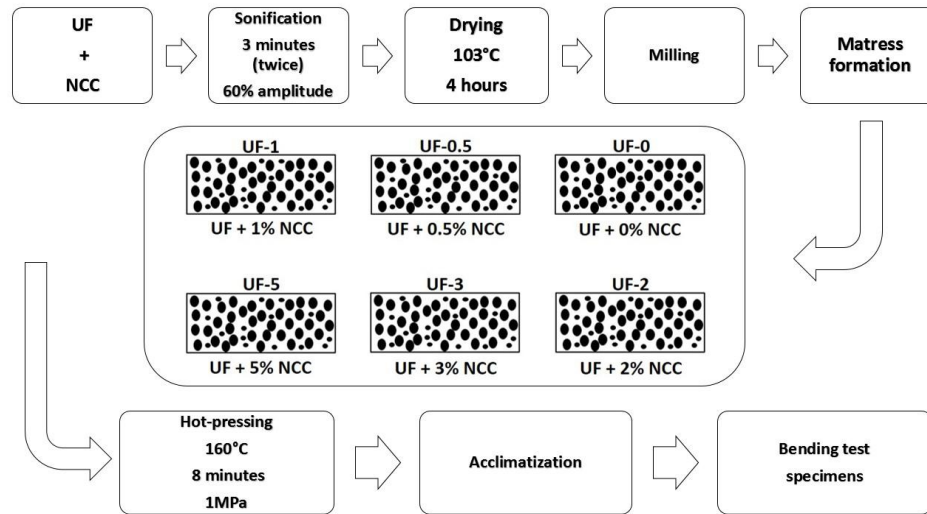 UF
+
NCC
Sonification
3 minutes
(twice)
60% amplitude
Drying
103°C
4 hours
Milling
Matress
formation
UF-1
UF + 1% NCC
UF-0.5
UF + 0.5% NCC
UF-0
UF + 0% NCC
UF-5
UF + 5% NCC
UF-3
UF + 3% NCC
UF-2
UF + 2% NCC
Hot-pressing
160°C
8 minutes
1MPa
Acclimatization
Bending test
specimens